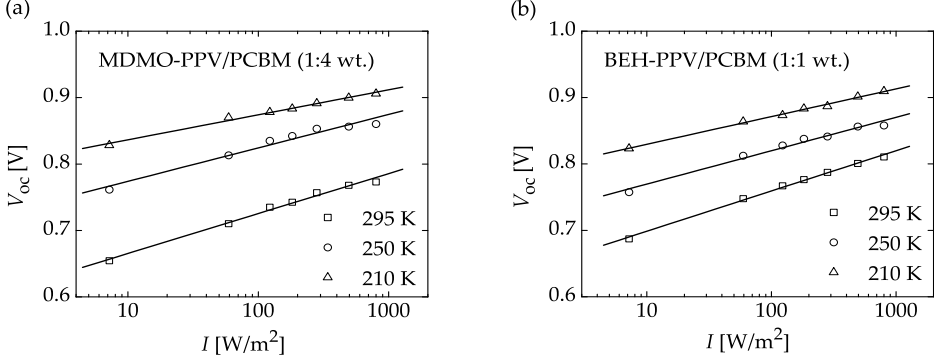 (a)
1.0
0.9
0.8
0.7
0.6
V_oc [V]
MDMO-PPV/PCBM (1:4 wt.)
295 K
250 K
210 K
10
100
1000
I [W/m²]
(b)
1.0
0.9
0.8
0.7
0.6
V_oc [V]
BEH-PPV/PCBM (1:1 wt.)
295 K
250 K
210 K
10
100
1000
I [W/m²]